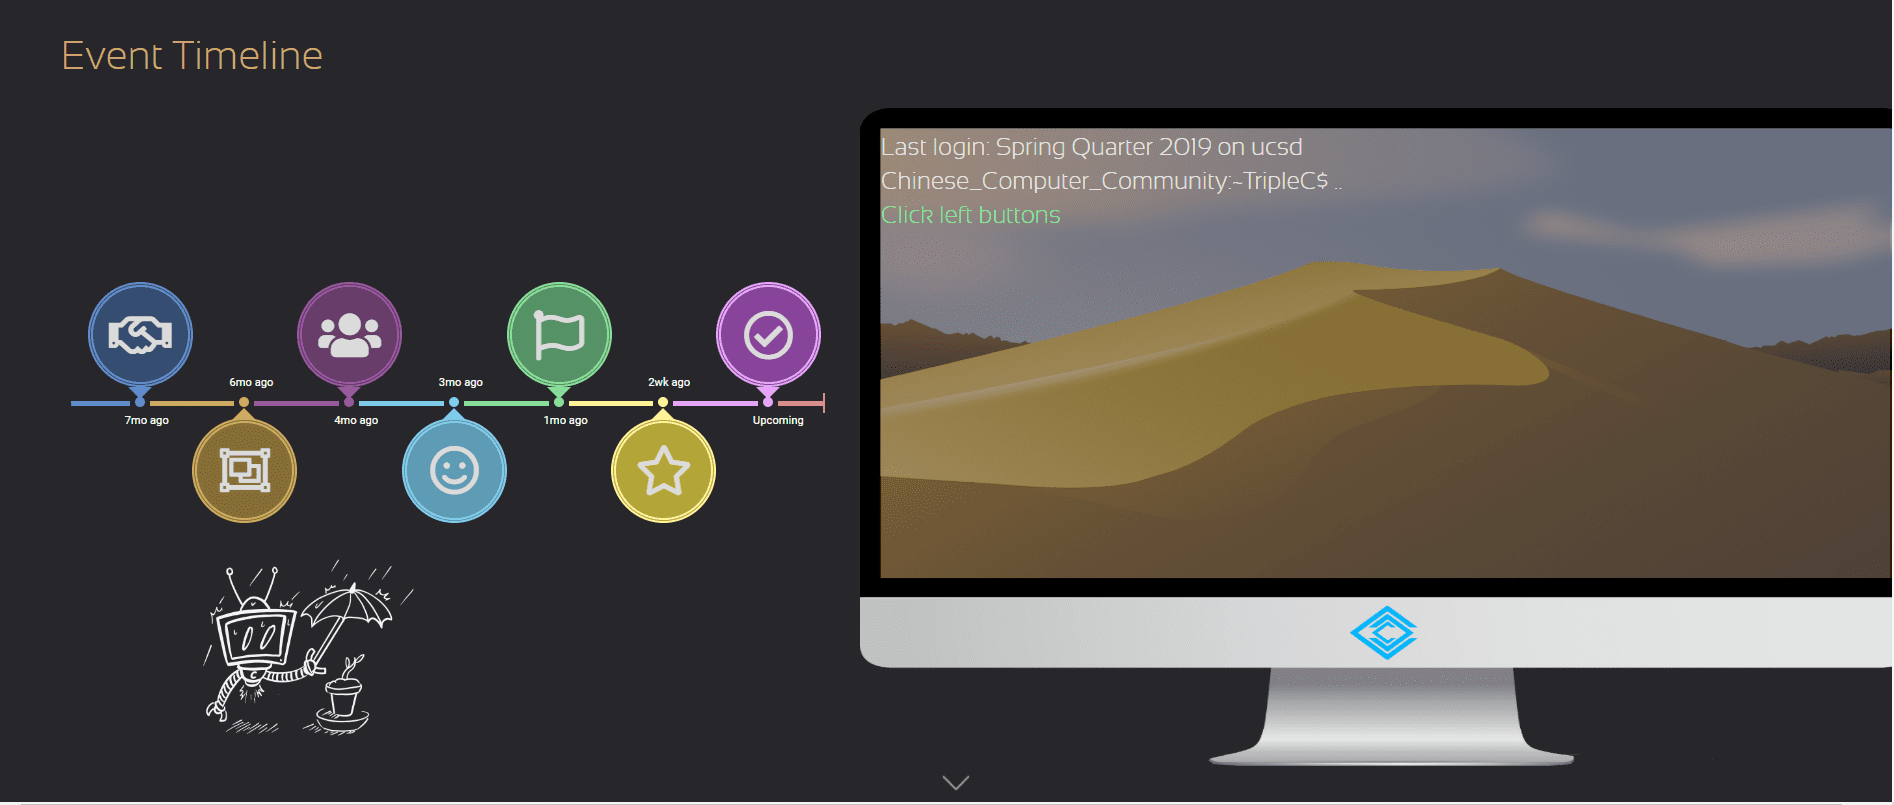 Event Timeline
Last login: Spring Quarter 2019 on ucsd
Chinese_Computer_Community:~TripleC$ ..
Click left buttons
6mo ago
3mo ago
2wk ago
7mo ago
4mo ago
1mo ago
Upcoming